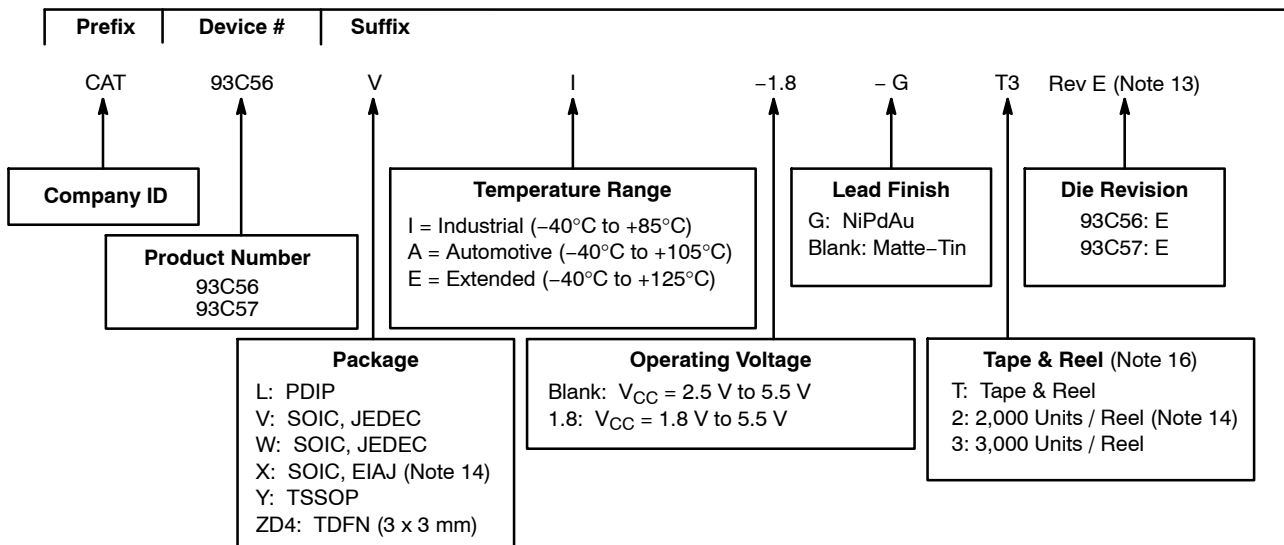 Prefix Device # Suffix
CAT 93C56 V I −1.8 − G T3 Rev E (Note 13)
Company ID
Product Number
93C56
93C57
Package
L: PDIP
V: SOIC, JEDEC
W: SOIC, JEDEC
X: SOIC, EIAJ (Note 14)
Y: TSSOP
ZD4: TDFN (3 x 3 mm)
Temperature Range
I = Industrial (−40°C to +85°C)
A = Automotive (−40°C to +105°C)
E = Extended (−40°C to +125°C)
Operating Voltage
Blank: VCC = 2.5 V to 5.5 V
1.8: VCC = 1.8 V to 5.5 V
Lead Finish
G: NiPdAu
Blank: Matte−Tin
Tape & Reel (Note 16)
T: Tape & Reel
2: 2,000 Units / Reel (Note 14)
3: 3,000 Units / Reel
Die Revision
93C56: E
93C57: E